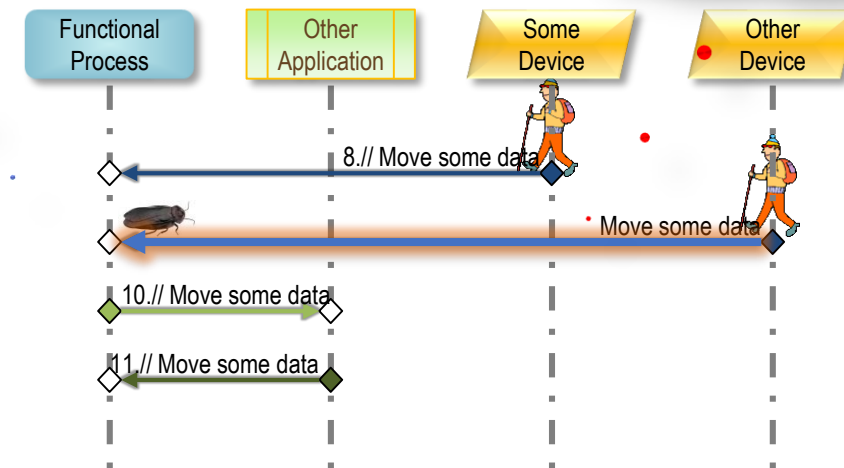 Functional
Process
Other
Application
Some
Device
Other
Device
8.// Move some data
Move some data
10.// Move some data
11.// Move some data